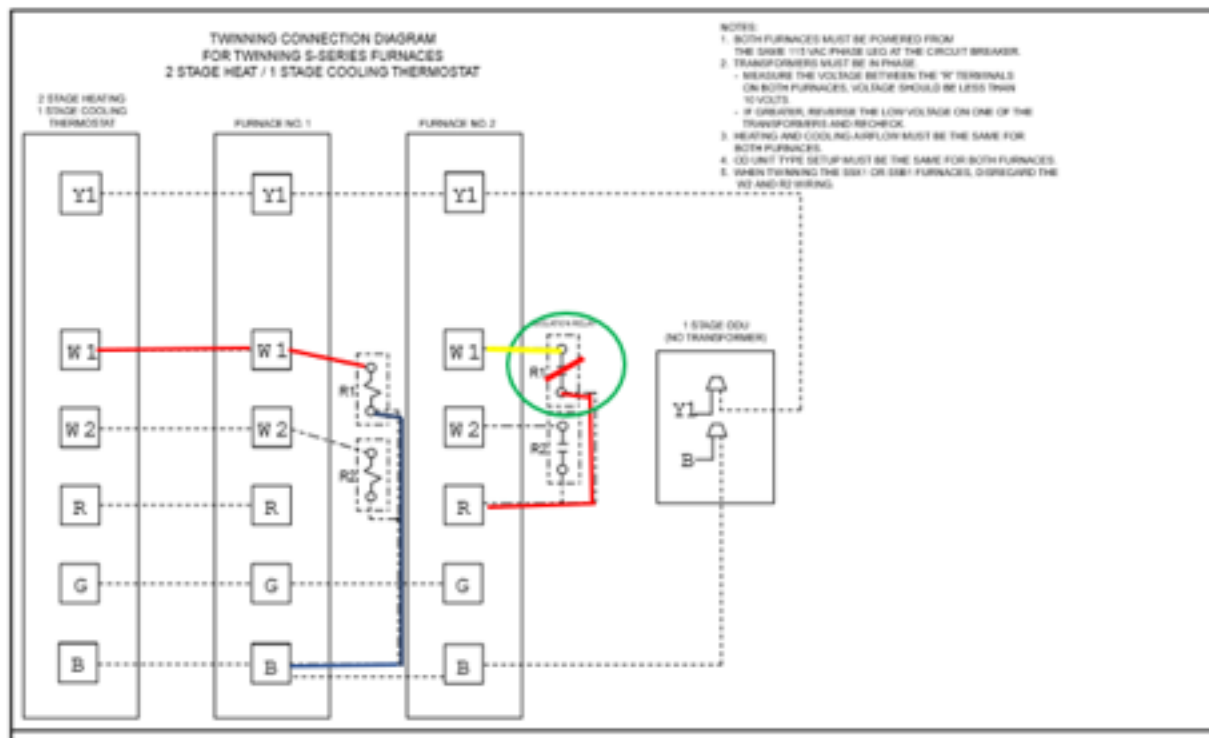 TWINNING CONNECTION DIAGRAM
FOR TWINNING S-SERIES FURNACES
2 STAGE HEAT / 1 STAGE COOLING THERMOSTAT
NOTES:
1. BOTH FURNACES MUST BE POWERED FROM
THE SAME 115 VAC PHASE LEG AT THE CIRCUIT BREAKER.
2. TRANSFORMERS MUST BE IN PHASE.
- MEASURE THE VOLTAGE BETWEEN THE "R" TERMINALS
ON BOTH FURNACES, VOLTAGE SHOULD BE LESS THAN
10 VOLTS.
- IF GREATER, REVERSE THE LOW VOLTAGE ON ONE OF THE
TRANSFORMERS AND RECHECK.
3. HEATING AND COOLING AIRFLOW MUST BE THE SAME FOR
BOTH FURNACES.
4. OD UNIT TYPE SETUP MUST BE THE SAME FOR BOTH FURNACES.
5. WHEN TWINNING THE S9X1 OR S9B1 FURNACES, DISREGARD THE
W2 AND R2 WIRING.
2 STAGE HEATING
1 STAGE COOLING
THERMOSTAT
FURNACE NO. 1
FURNACE NO. 2
Y1
Y1
Y1
ISOLATION RELAY
1 STAGE ODU
(NO TRANSFORMER)
W1
W1
R1
W1
R1
Y1
W2
W2
R2
W2
R2
B
R
R
R
G
G
G
B
B
B